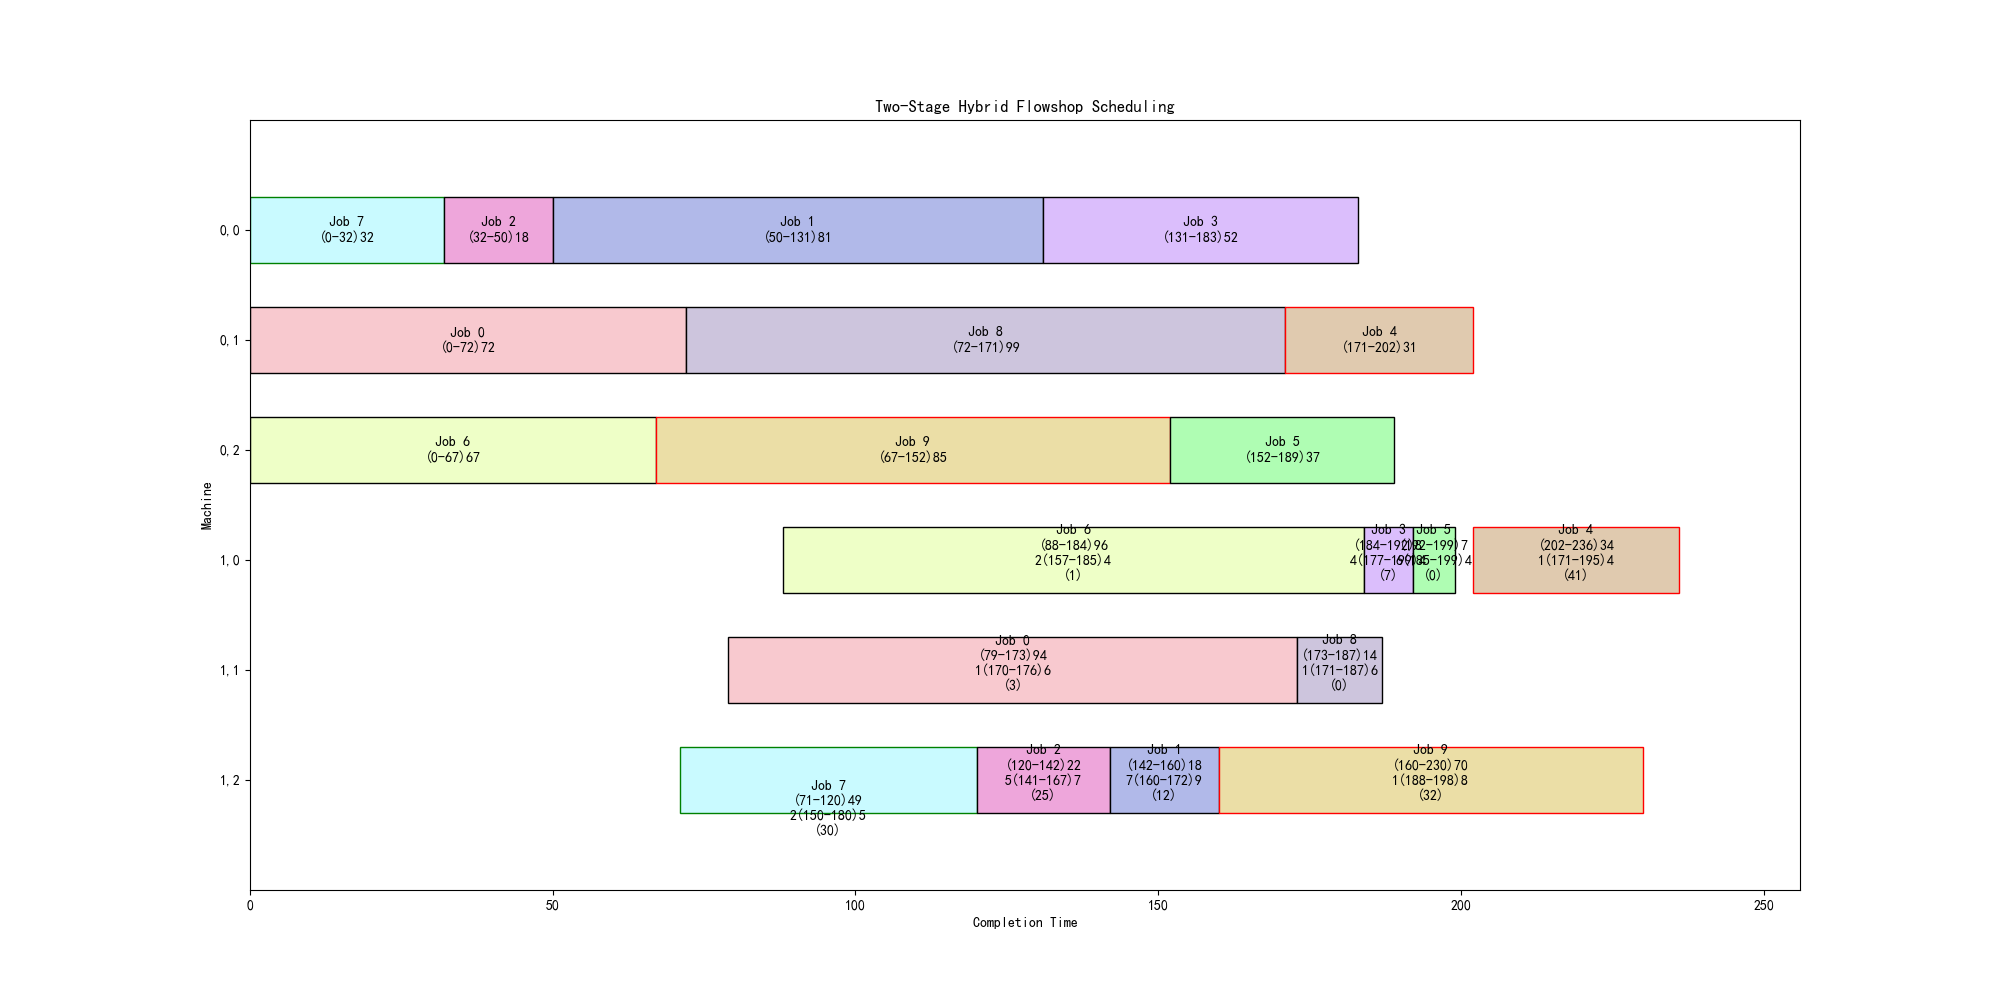 Two-Stage Hybrid Flowshop Scheduling
0,0
Job 7
(0-32)32
Job 2
(32-50)18
Job 1
(50-131)81
Job 3
(131-183)52
0,1
Job 0
(0-72)72
Job 8
(72-171)99
Job 4
(171-202)31
0,2
Job 6
(0-67)67
Job 9
(67-152)85
Job 5
(152-189)37
Machine
1,0
Job 6
(88-184)96
2(157-185)4
(1)
Job 3
(184-192)8
(7)
Job 5
(192-199)7
(0)
Job 4
(202-236)34
1(171-195)4
(41)
1,1
Job 0
(79-173)94
1(170-176)6
(3)
Job 8
(173-187)14
1(171-187)6
(0)
1,2
Job 7
(71-120)49
2(150-180)5
(30)
Job 2
(120-142)22
5(141-167)7
(25)
Job 1
(142-160)18
7(160-172)9
(12)
Job 9
(160-230)70
1(188-198)8
(32)
0
50
100
150
200
250
Completion Time